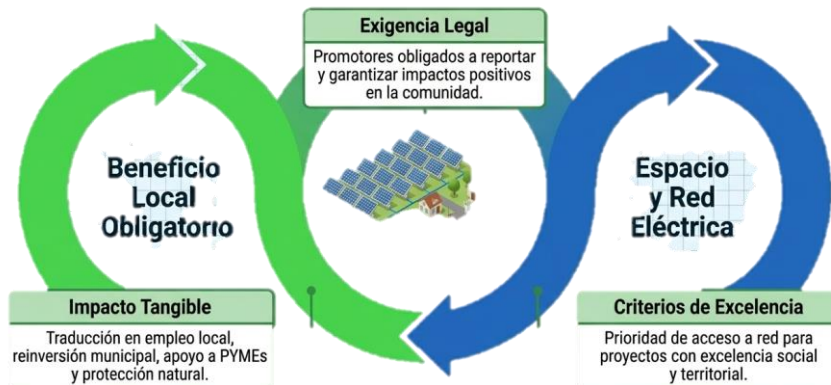 Exigencia Legal
Promotores obligados a reportar
y garantizar impactos positivos
en la comunidad.
Beneficio
Local
Obligatorio
Espacio
y Red
Eléctrica
Impacto Tangible
Traducción en empleo local,
reinversión municipal, apoyo a PYMEs
y protección natural.
Criterios de Excelencia
Prioridad de acceso a red para
proyectos con excelencia social
y territorial.